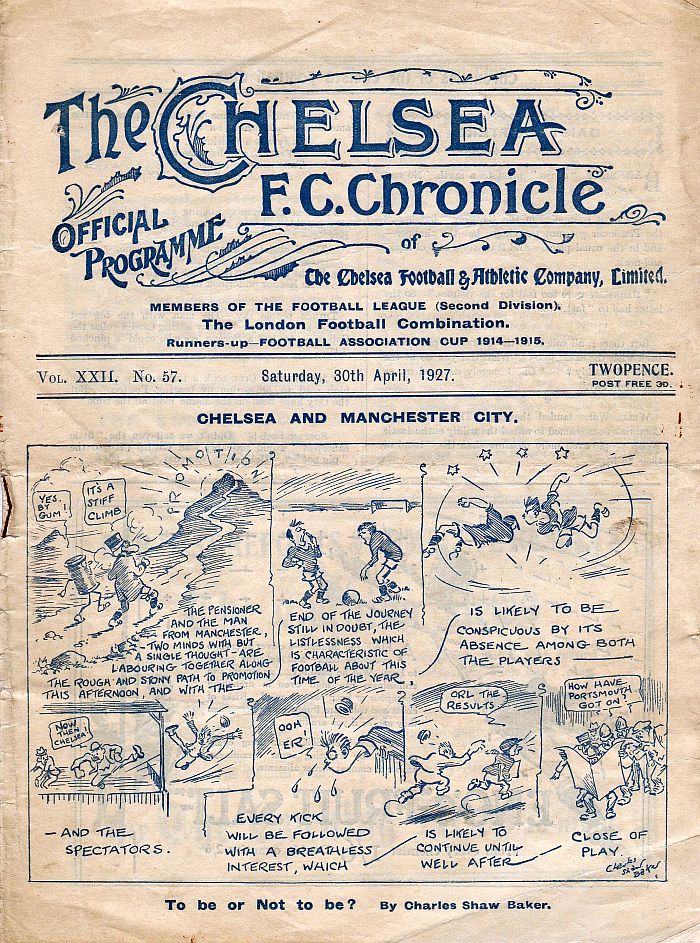 The Chelsea
F.C. Chronicle
Official
Programme
of
The Chelsea Football & Athletic Company, Limited.
MEMBERS OF THE FOOTBALL LEAGUE (Second Division).
The London Football Combination.
Runners-up—FOOTBALL ASSOCIATION CUP 1914—1915.
Vol. XXII. No. 57.
Saturday, 30th April, 1927.
TWOPENCE.
POST FREE 3D.
CHELSEA AND MANCHESTER CITY.
PROMOTION
YES,
BY
GUM!
IT'S A
STIFF
CLIMB
THE PENSIONER
AND THE MAN
FROM MANCHESTER,
TWO MINDS WITH BUT
A SINGLE THOUGHT - ARE
LABOURING TOGETHER ALONG
THE ROUGH AND STONY PATH TO PROMOTION
THIS AFTERNOON, AND WITH THE
END OF THE JOURNEY
STILL IN DOUBT, THE
LISTLESSNESS WHICH
IS CHARACTERISTIC OF
FOOTBALL ABOUT THIS
TIME OF THE YEAR,
IS LIKELY TO BE
CONSPICUOUS BY ITS
ABSENCE AMONG BOTH
THE PLAYERS
NOW
THEN
CHELSEA!
— AND THE
SPECTATORS.
OOH
ER!
EVERY KICK
WILL BE FOLLOWED
WITH A BREATHLESS
INTEREST, WHICH
ORL THE
RESULTS
IS LIKELY TO
CONTINUE UNTIL
WELL AFTER
HOW HAVE
PORTSMOUTH
GOT ON?
CLOSE OF
PLAY.
Charles
Shaw
Baker
To be or Not to be? By Charles Shaw Baker.